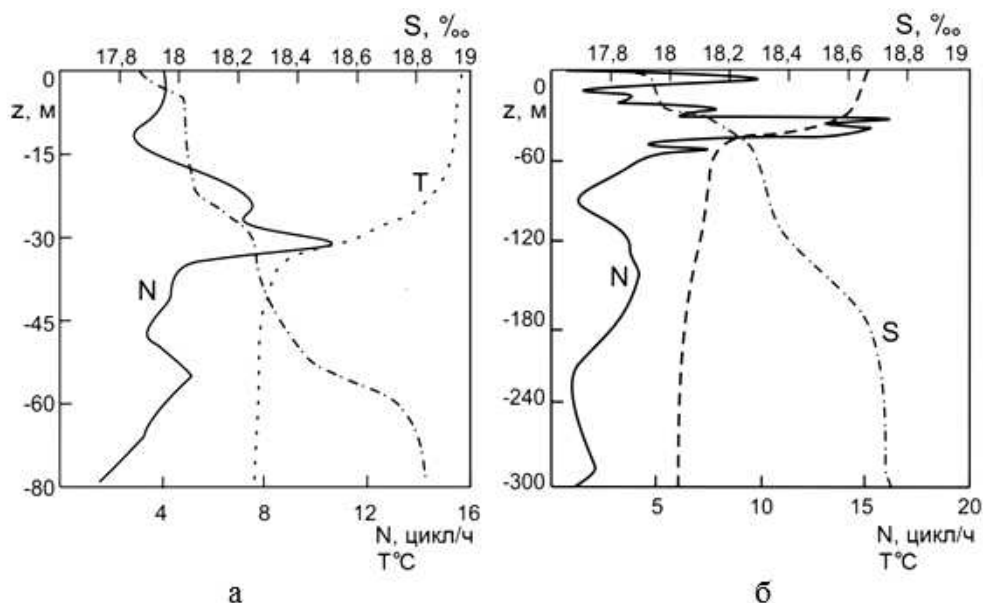 S, ‰
17,8 18 18,2 18,4 18,6 18,8 19
0
z, м
-15
-30
-45
-60
-80
T
N
4 8 12 16
N, цикл/ч
T°C
а
S, ‰
17,8 18 18,2 18,4 18,6 18,8 19
0
z, м
-60
-120
-180
-240
-300
N
S
5 10 15 20
N, цикл/ч
T°C
б